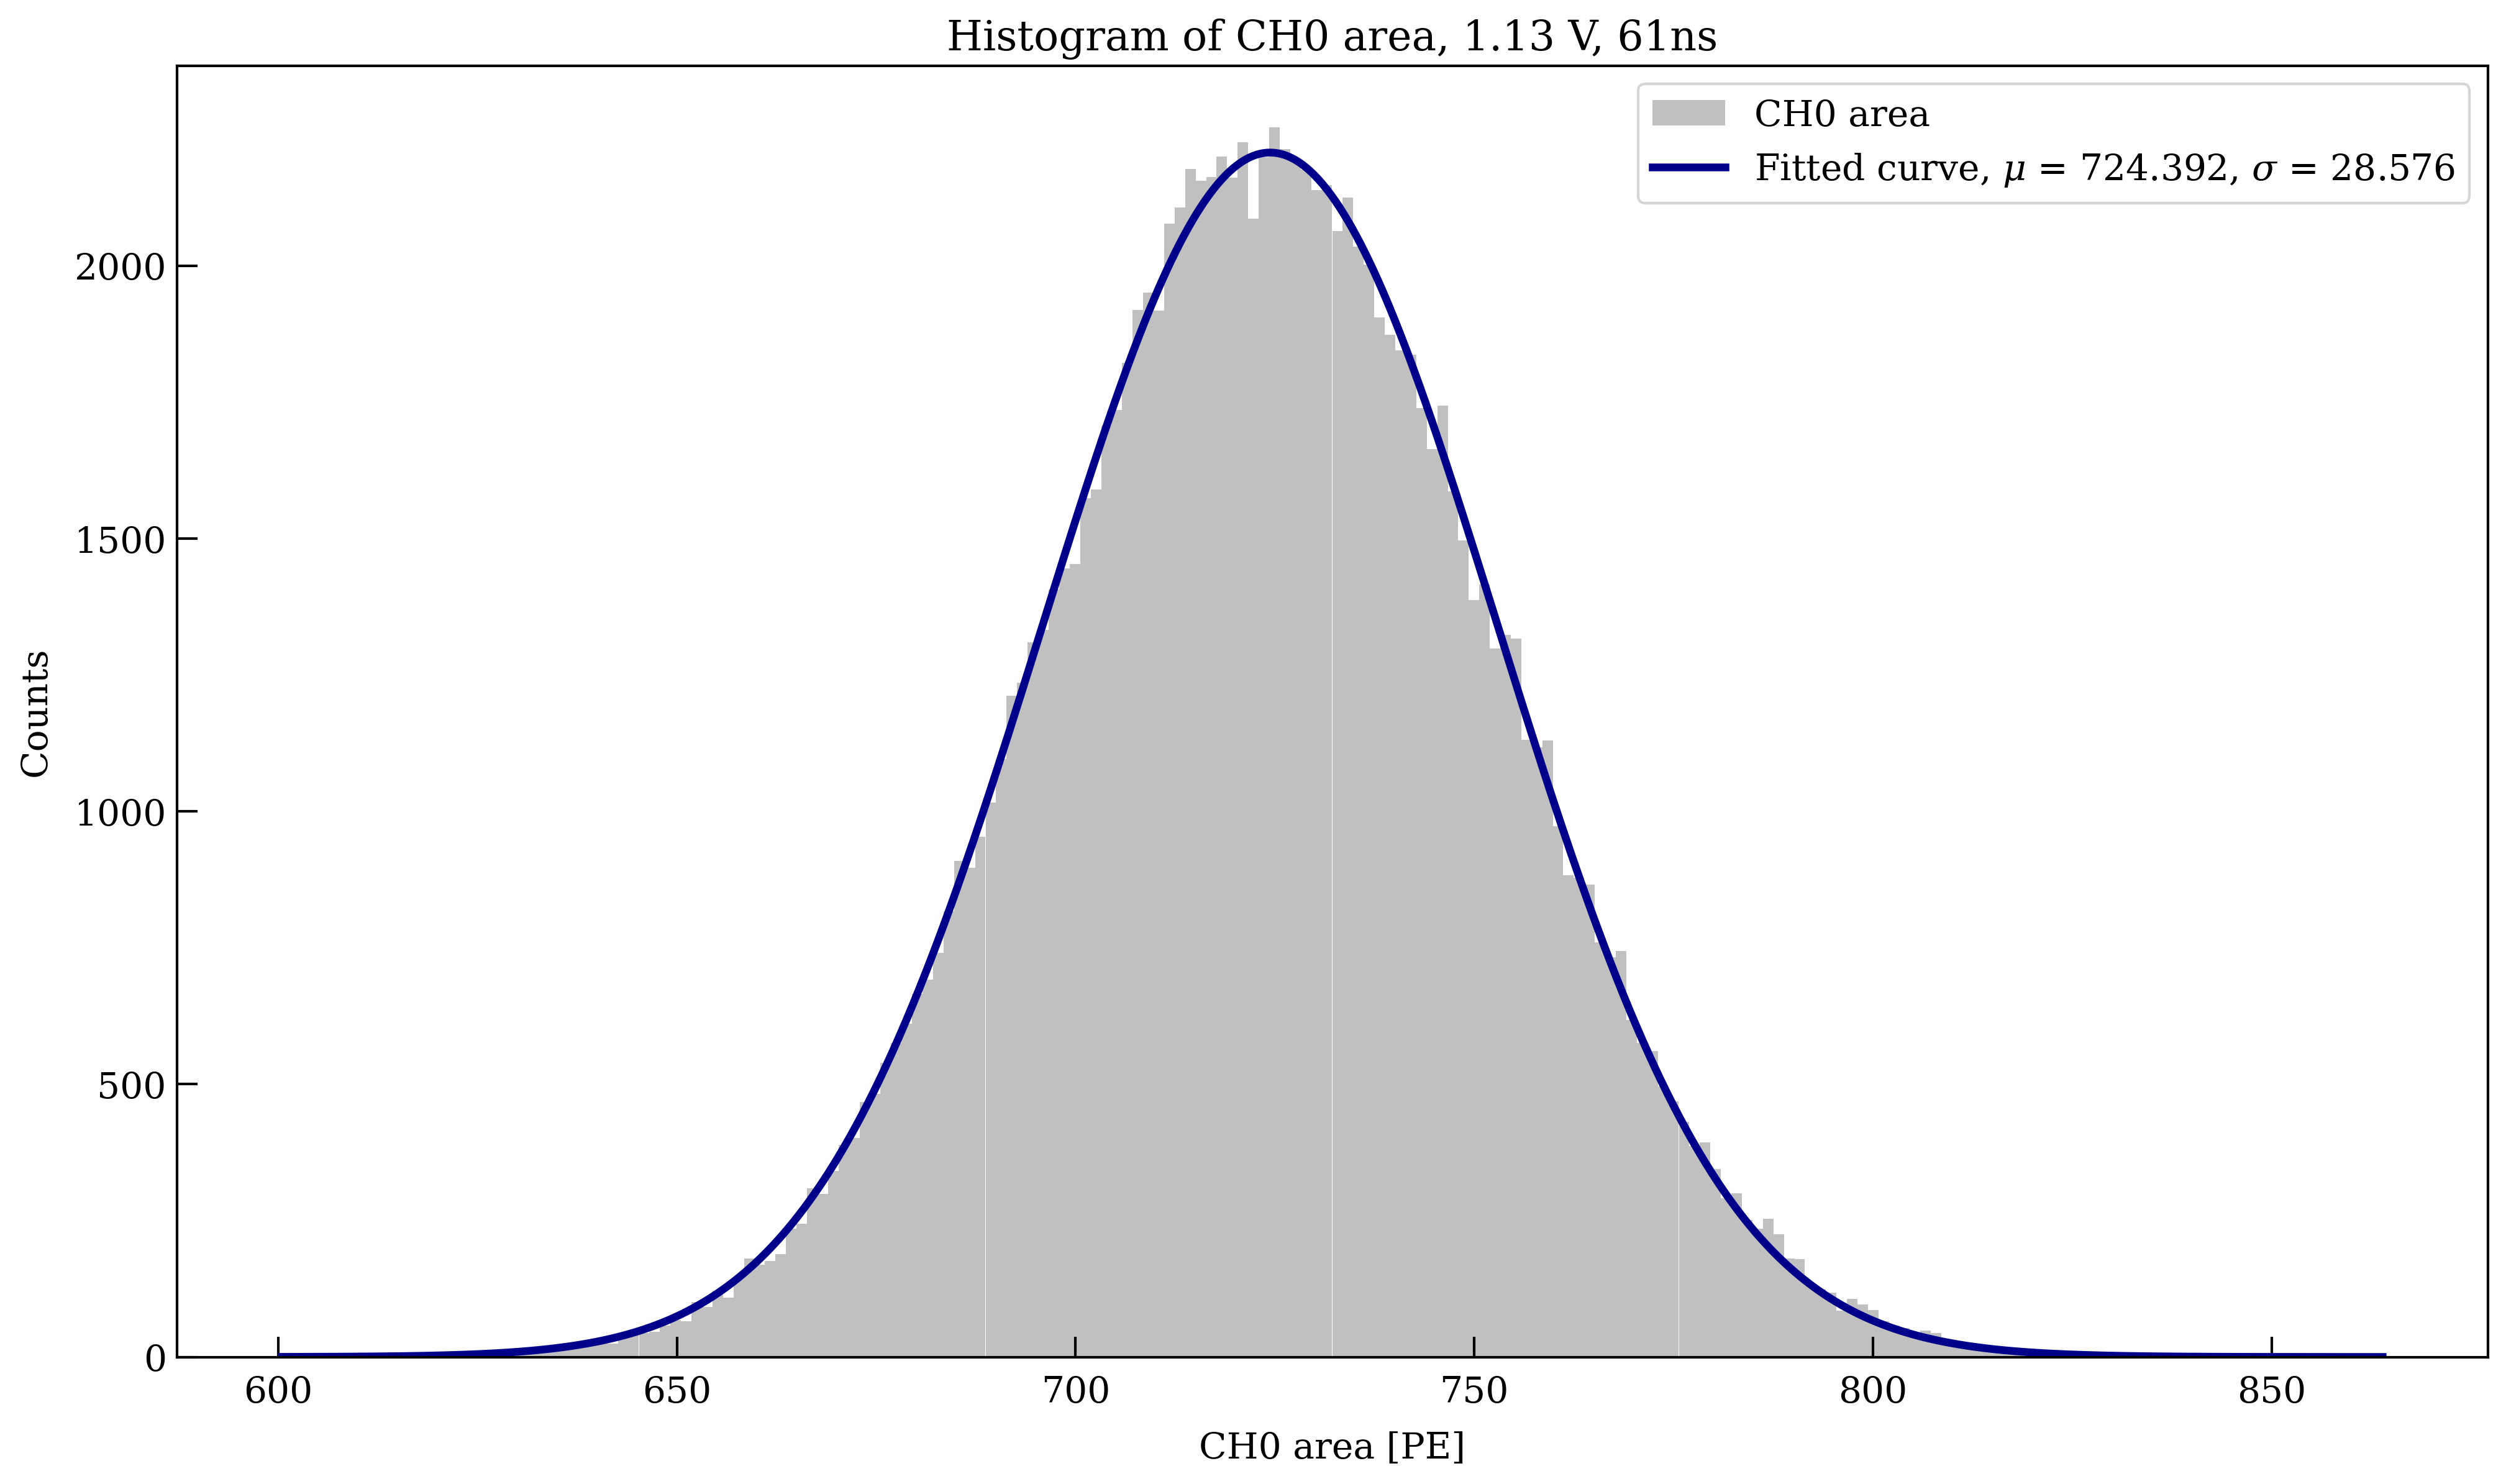 Histogram of CH0 area, 1.13 V, 61ns
CH0 area
Fitted curve, μ = 724.392, σ = 28.576
Counts
2000
1500
1000
500
0
600 650 700 750 800 850
CH0 area [PE]